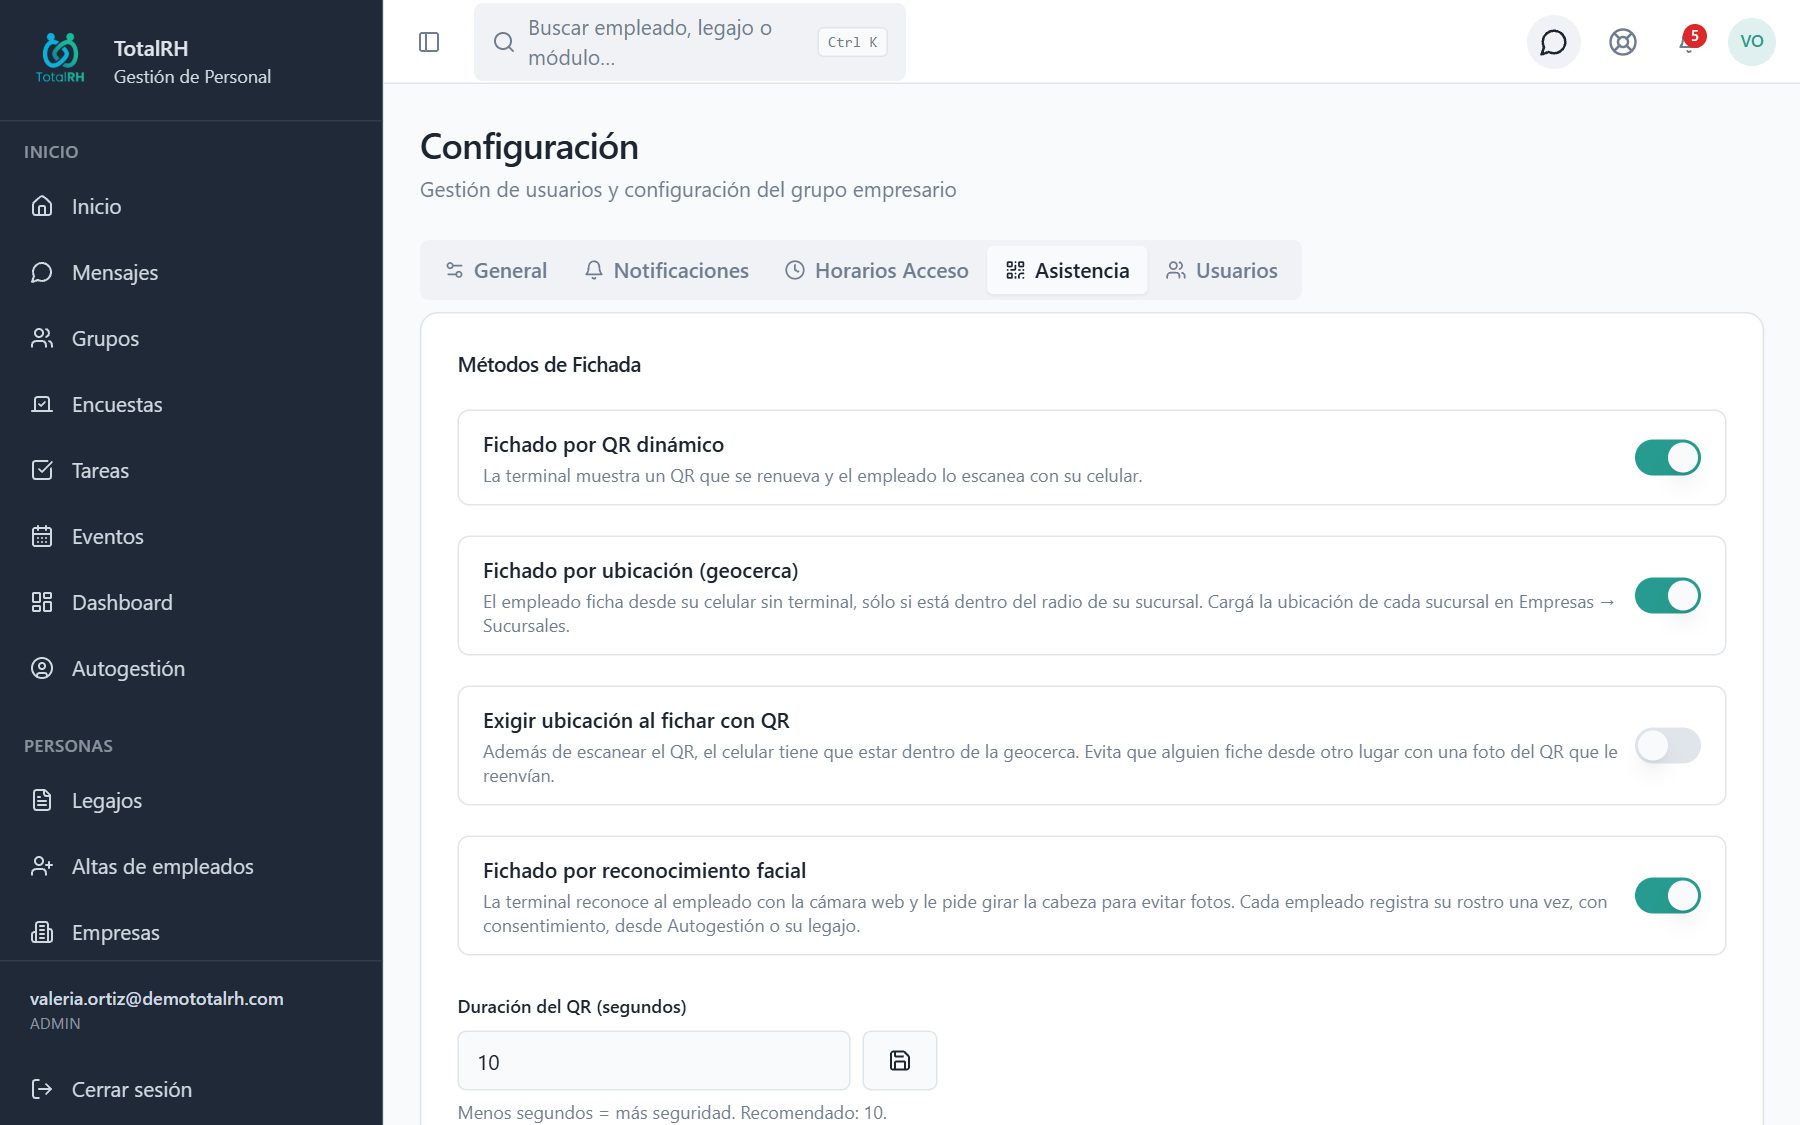 TotalRH
TotalRH
Gestión de Personal
INICIO
Inicio
Mensajes
Grupos
Encuestas
Tareas
Eventos
Dashboard
Autogestión
PERSONAS
Legajos
Altas de empleados
Empresas
valeria.ortiz@demototalrh.com
ADMIN
Cerrar sesión
Buscar empleado, legajo o
módulo...
Ctrl K
5
VO
Configuración
Gestión de usuarios y configuración del grupo empresario
General
Notificaciones
Horarios Acceso
Asistencia
Usuarios
Métodos de Fichada
Fichado por QR dinámico
La terminal muestra un QR que se renueva y el empleado lo escanea con su celular.
Fichado por ubicación (geocerca)
El empleado ficha desde su celular sin terminal, sólo si está dentro del radio de su sucursal. Cargá la ubicación de cada sucursal en Empresas →
Sucursales.
Exigir ubicación al fichar con QR
Además de escanear el QR, el celular tiene que estar dentro de la geocerca. Evita que alguien fiche desde otro lugar con una foto del QR que le
reenvían.
Fichado por reconocimiento facial
La terminal reconoce al empleado con la cámara web y le pide girar la cabeza para evitar fotos. Cada empleado registra su rostro una vez, con
consentimiento, desde Autogestión o su legajo.
Duración del QR (segundos)
10
Menos segundos = más seguridad. Recomendado: 10.